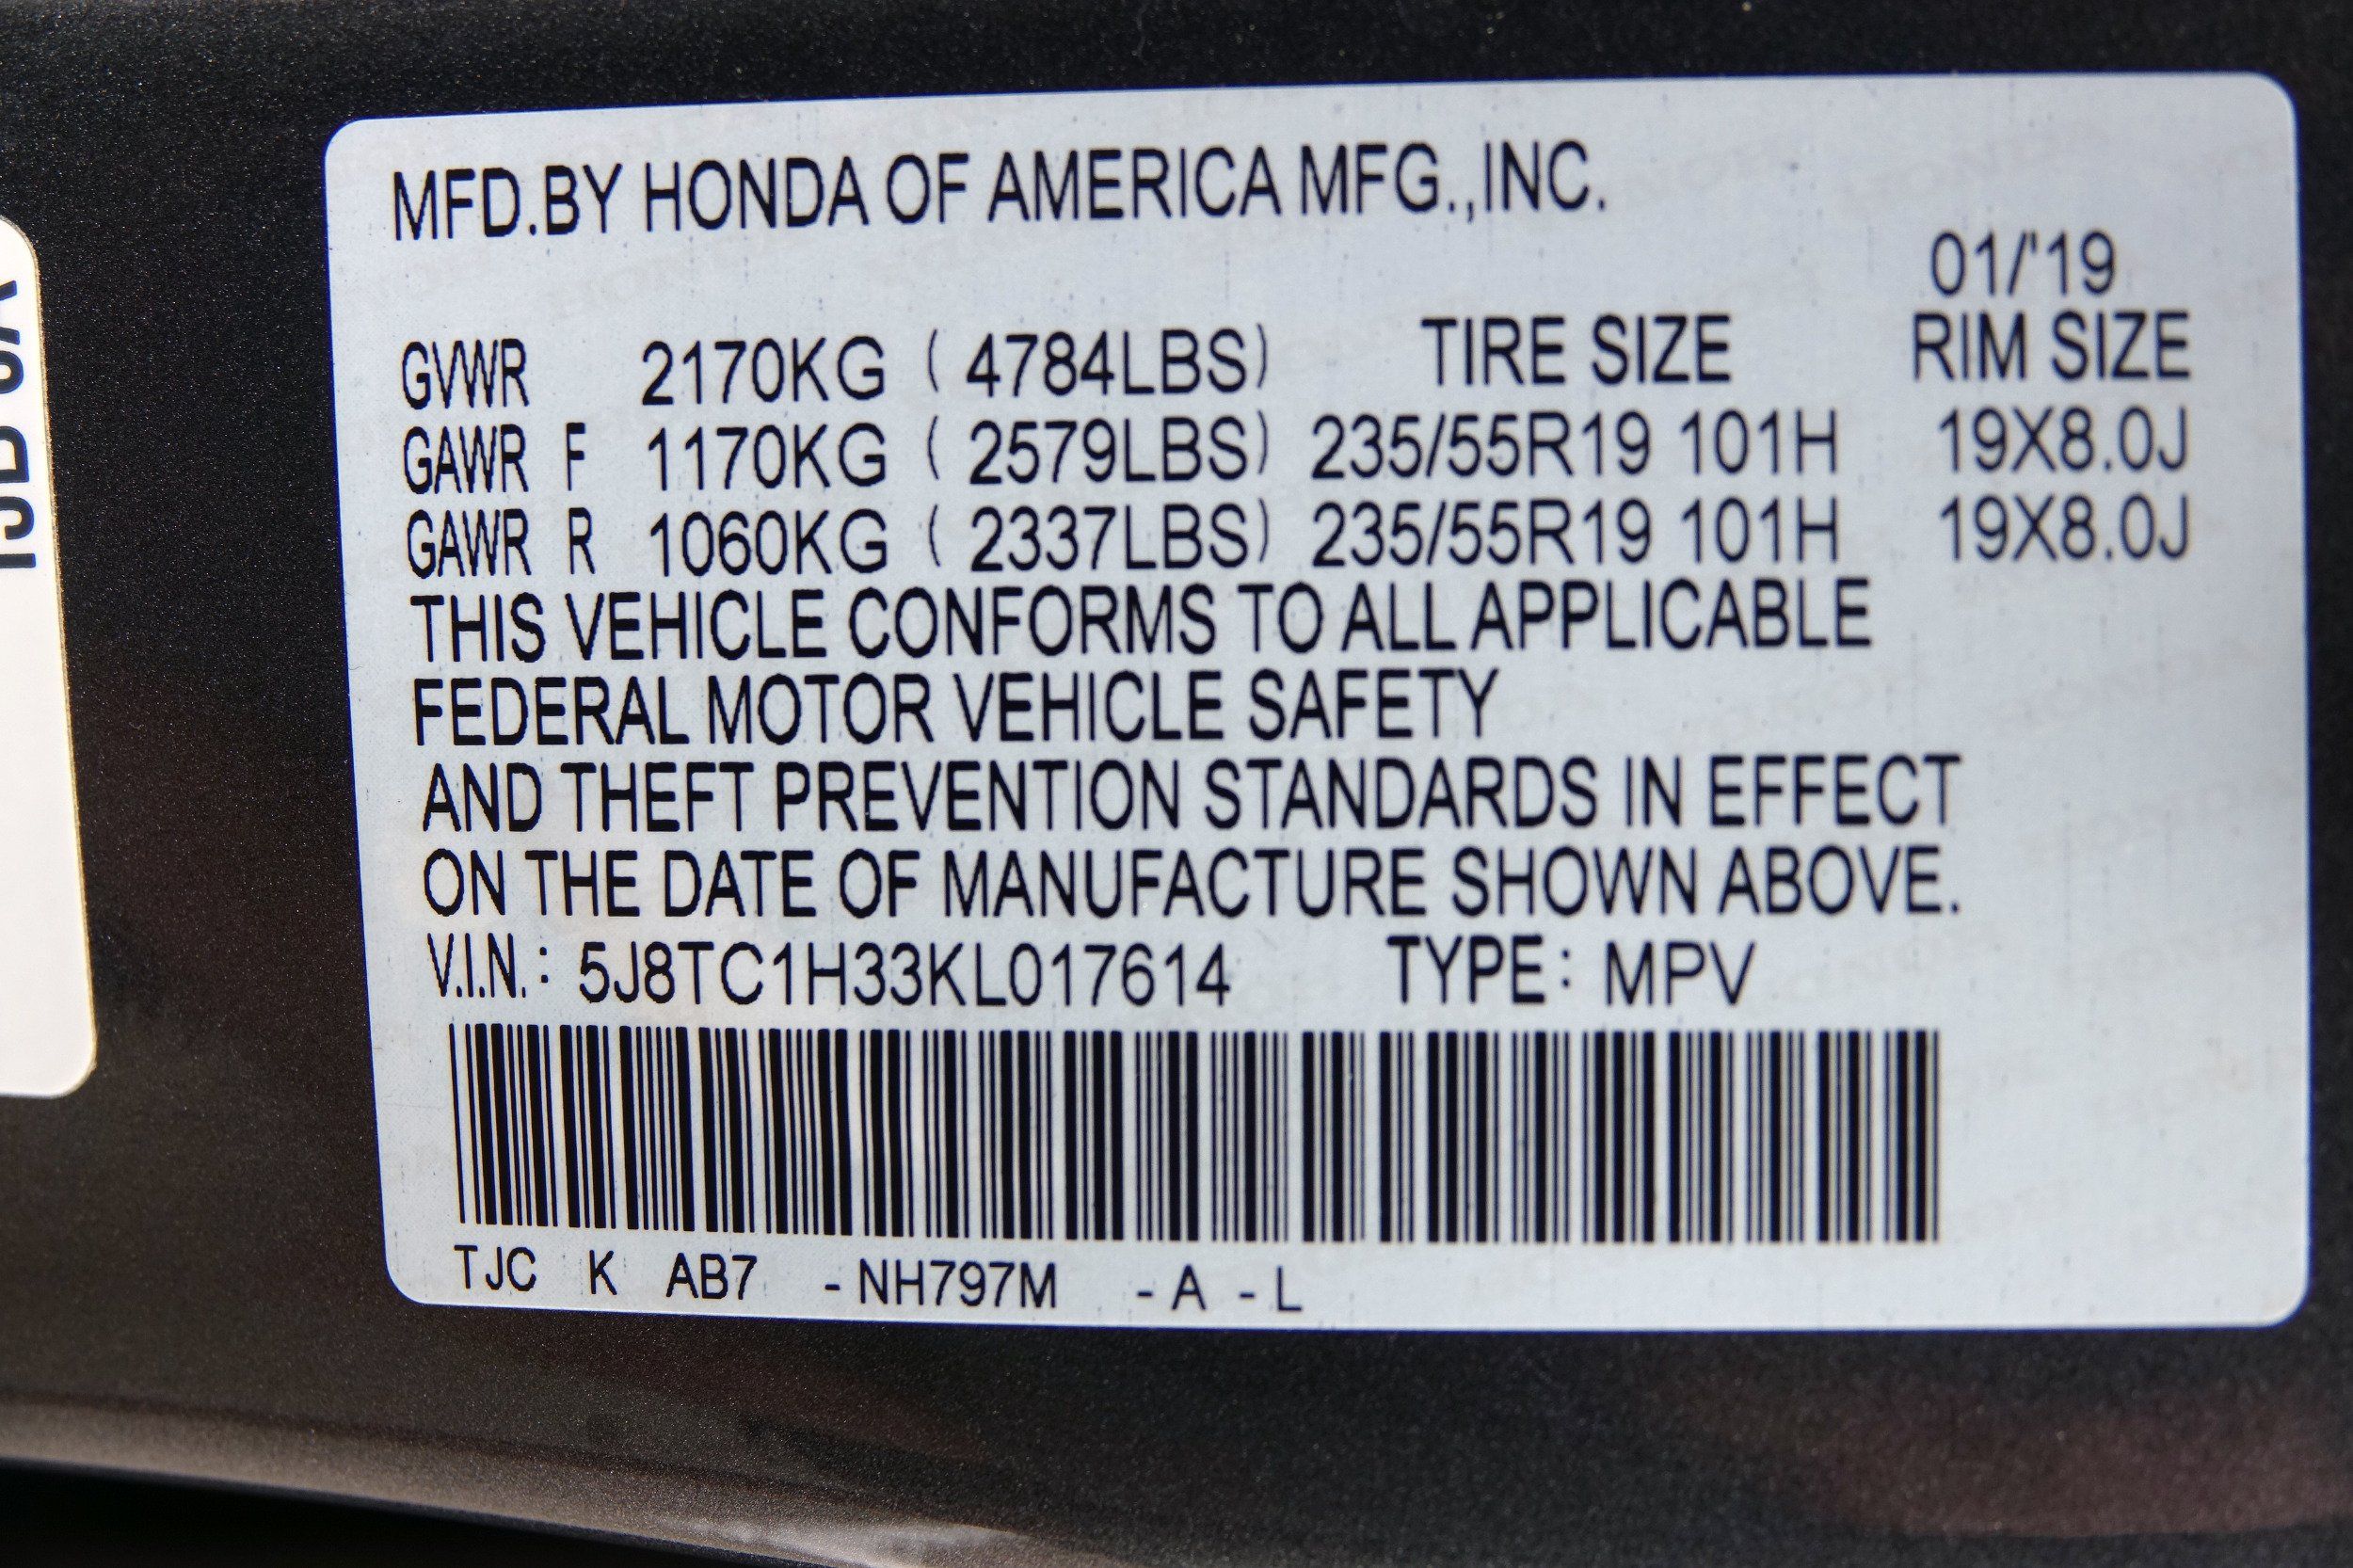 MFD.BY HONDA OF AMERICA MFG.,INC.
01/'19
GVWR 2170KG ( 4784LBS) TIRE SIZE RIM SIZE
GAWR F 1170KG ( 2579LBS) 235/55R19 101H 19X8.0J
GAWR R 1060KG ( 2337LBS) 235/55R19 101H 19X8.0J
THIS VEHICLE CONFORMS TO ALL APPLICABLE
FEDERAL MOTOR VEHICLE SAFETY
AND THEFT PREVENTION STANDARDS IN EFFECT
ON THE DATE OF MANUFACTURE SHOWN ABOVE.
V.I.N.: 5J8TC1H33KL017614 TYPE: MPV
TJC K AB7 - NH797M - A - L